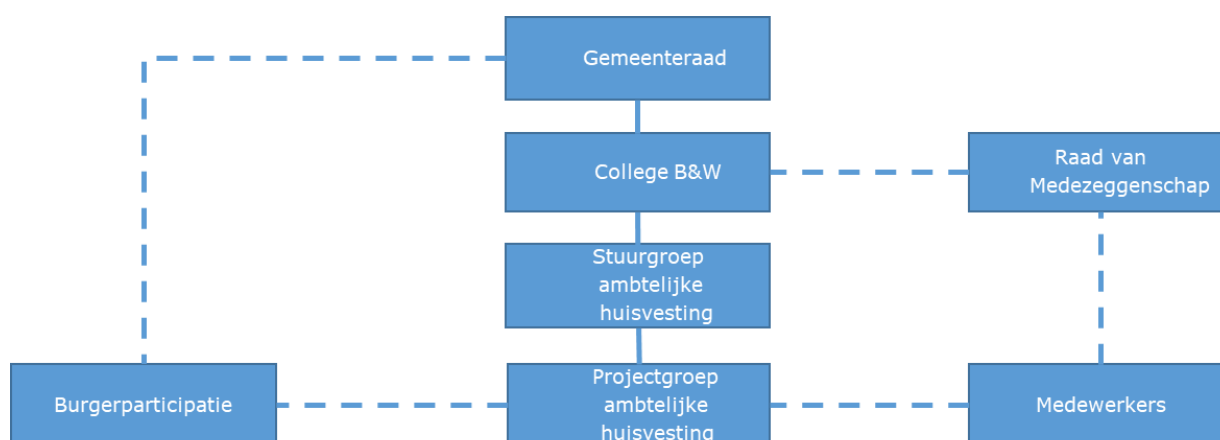 Gemeenteraad
College B&W
Raad van
Medezeggenschap
Stuurgroep
ambtelijke
huisvesting
Burgerparticipatie
Projectgroep
ambtelijke
huisvesting
Medewerkers